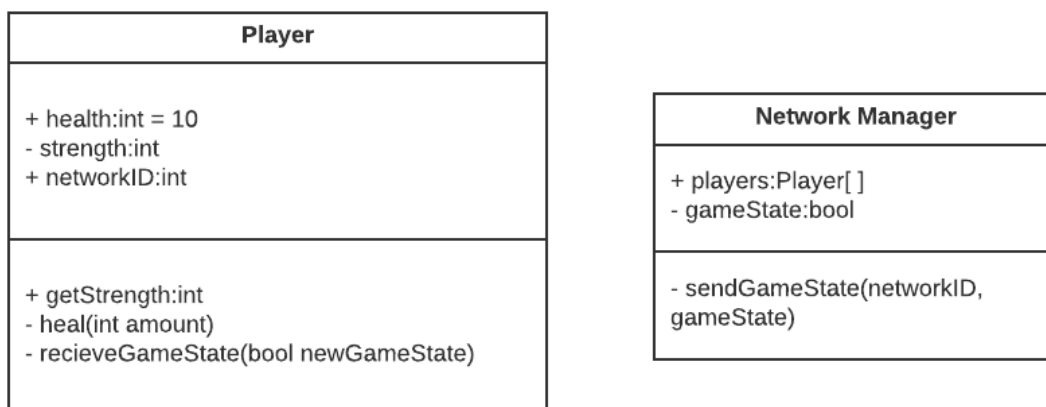 Player
+ health:int = 10
- strength:int
+ networkID:int
+ getStrength:int
- heal(int amount)
- recieveGameState(bool newGameState)
Network Manager
+ players:Player[ ]
- gameState:bool
- sendGameState(networkID,
gameState)